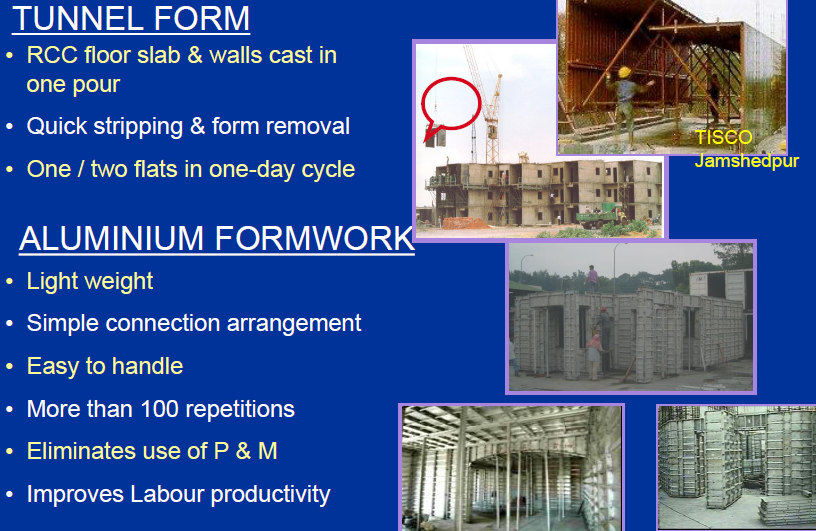 TUNNEL FORM
• RCC floor slab & walls cast in
one pour
• Quick stripping & form removal
• One / two flats in one-day cycle
TISCO
Jamshedpur
ALUMINIUM FORMWORK
• Light weight
• Simple connection arrangement
• Easy to handle
• More than 100 repetitions
• Eliminates use of P & M
• Improves Labour productivity